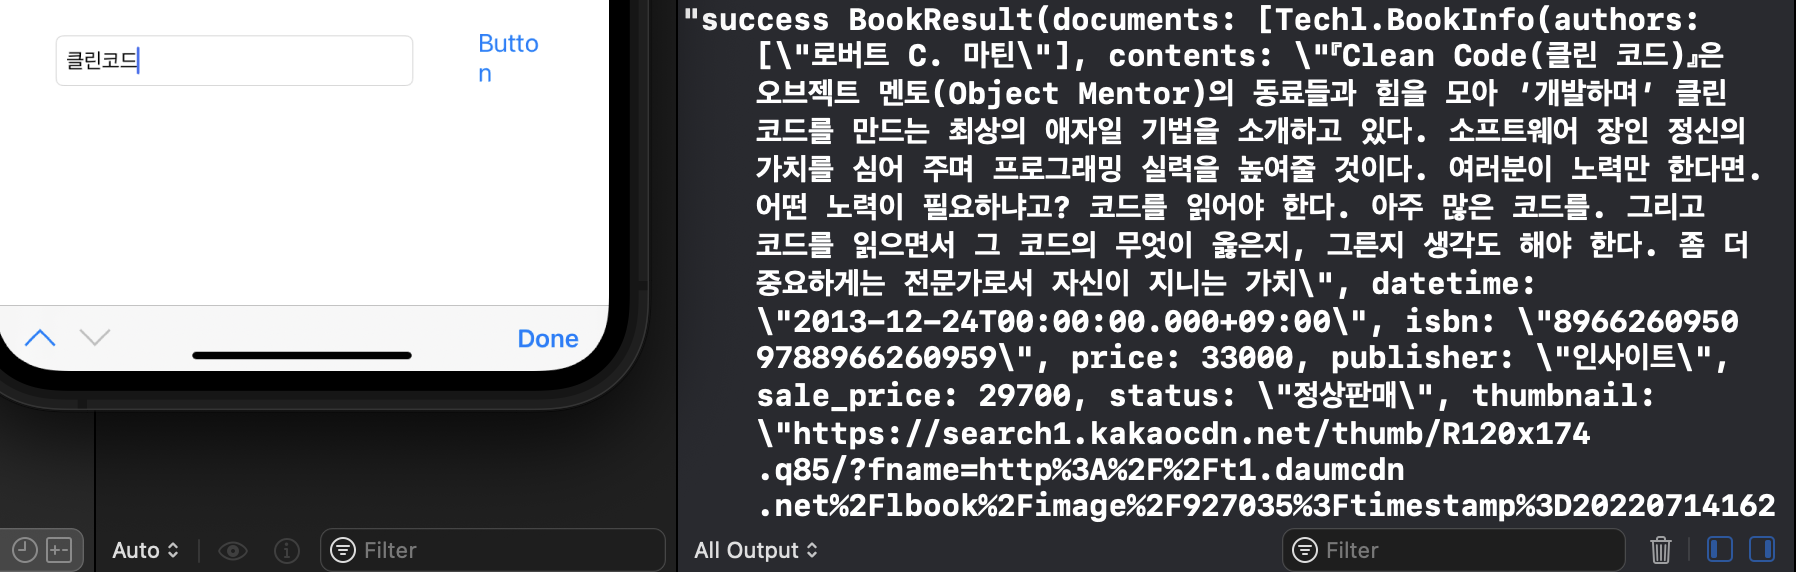 클린코드
Butto
n
Done
Auto
Filter
"success BookResult(documents: [Techl.BookInfo(authors:
[\"로버트 C. 마틴\"], contents: \"『Clean Code(클린 코드)』은
오브젝트 멘토(Object Mentor)의 동료들과 힘을 모아 ‘개발하며’ 클린
코드를 만드는 최상의 애자일 기법을 소개하고 있다. 소프트웨어 장인 정신의
가치를 심어 주며 프로그래밍 실력을 높여줄 것이다. 여러분이 노력만 한다면.
어떤 노력이 필요하냐고? 코드를 읽어야 한다. 아주 많은 코드를. 그리고
코드를 읽으면서 그 코드의 무엇이 옳은지, 그른지 생각도 해야 한다. 좀 더
중요하게는 전문가로서 자신이 지니는 가치\", datetime:
\"2013-12-24T00:00:00.000+09:00\", isbn: \"8966260950
9788966260959\", price: 33000, publisher: \"인사이트\",
sale_price: 29700, status: \"정상판매\", thumbnail:
\"https://search1.kakaocdn.net/thumb/R120x174
.q85/?fname=http%3A%2F%2Ft1.daumcdn
.net%2Flbook%2Fimage%2F927035%3Ftimestamp%3D20220714162
All Output
Filter